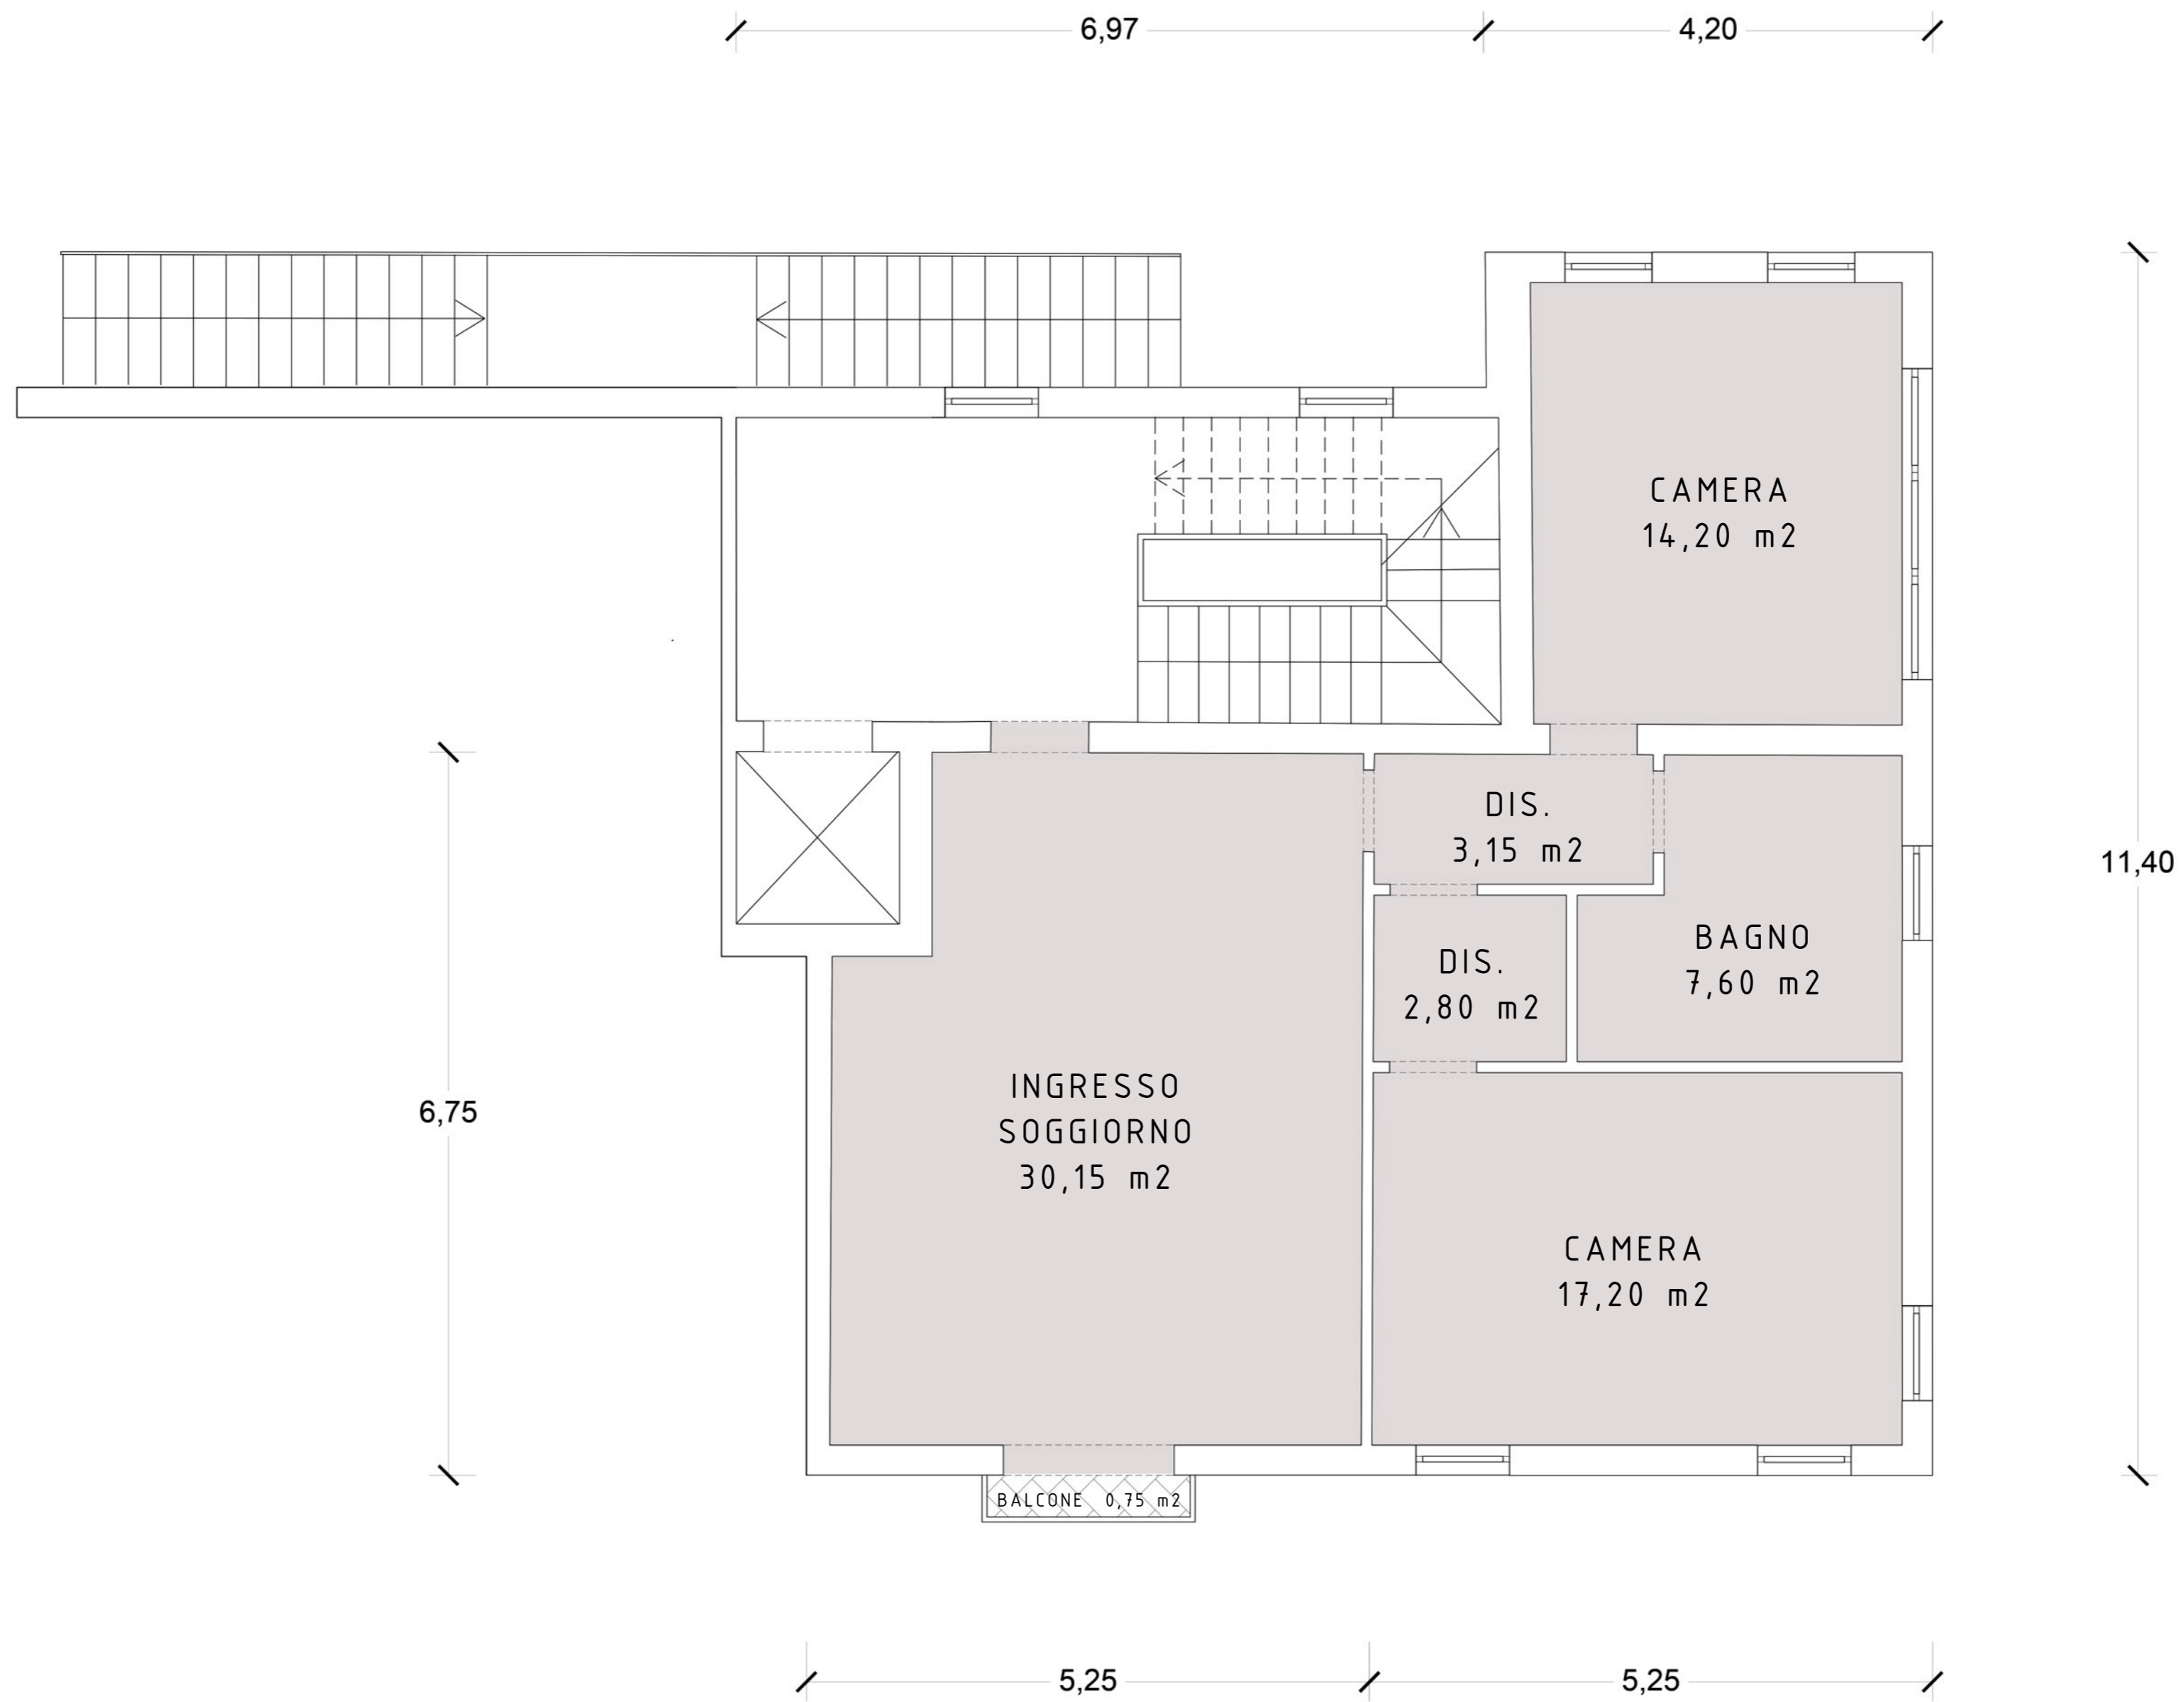 6,97
4,20
CAMERA
14,20 m2
DIS.
3,15 m2
11,40
BAGNO
7,60 m2
DIS.
2,80 m2
6,75
INGRESSO
SOGGIORNO
30,15 m2
CAMERA
17,20 m2
BALCONE 0,75 m2
5,25
5,25